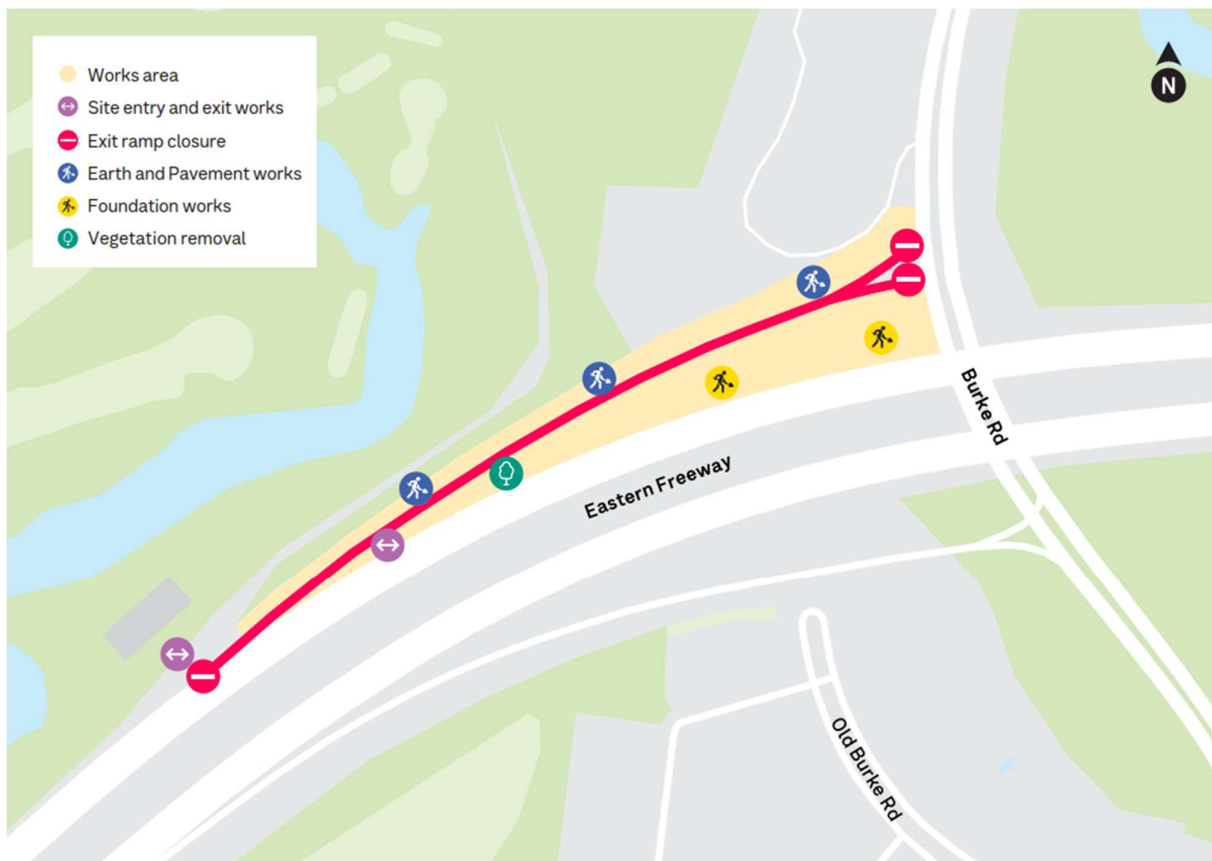 Works area
Site entry and exit works
Exit ramp closure
Earth and Pavement works
Foundation works
Vegetation removal
N
Burke Rd
Eastern Freeway
Old Burke Rd